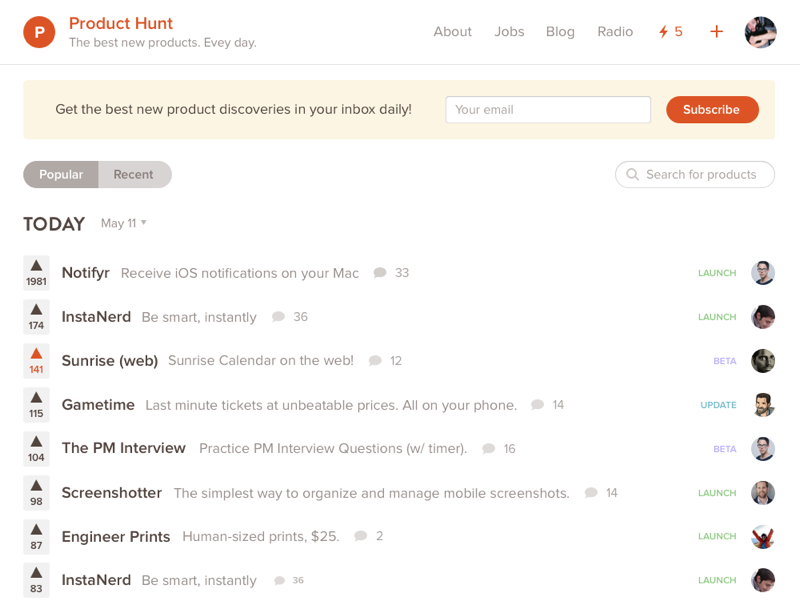 P
Product Hunt
The best new products. Evey day.
About Jobs Blog Radio 5 +
Get the best new product discoveries in your inbox daily! Your email Subscribe
Popular Recent Search for products
TODAY May 11
1981 Notifyr Receive iOS notifications on your Mac 33 LAUNCH
174 InstaNerd Be smart, instantly 36 LAUNCH
141 Sunrise (web) Sunrise Calendar on the web! 12 BETA
115 Gametime Last minute tickets at unbeatable prices. All on your phone. 14 UPDATE
104 The PM Interview Practice PM Interview Questions (w/ timer). 16 BETA
98 Screenshotter The simplest way to organize and manage mobile screenshots. 14 LAUNCH
87 Engineer Prints Human-sized prints, $25. 2 LAUNCH
83 InstaNerd Be smart, instantly 36 LAUNCH